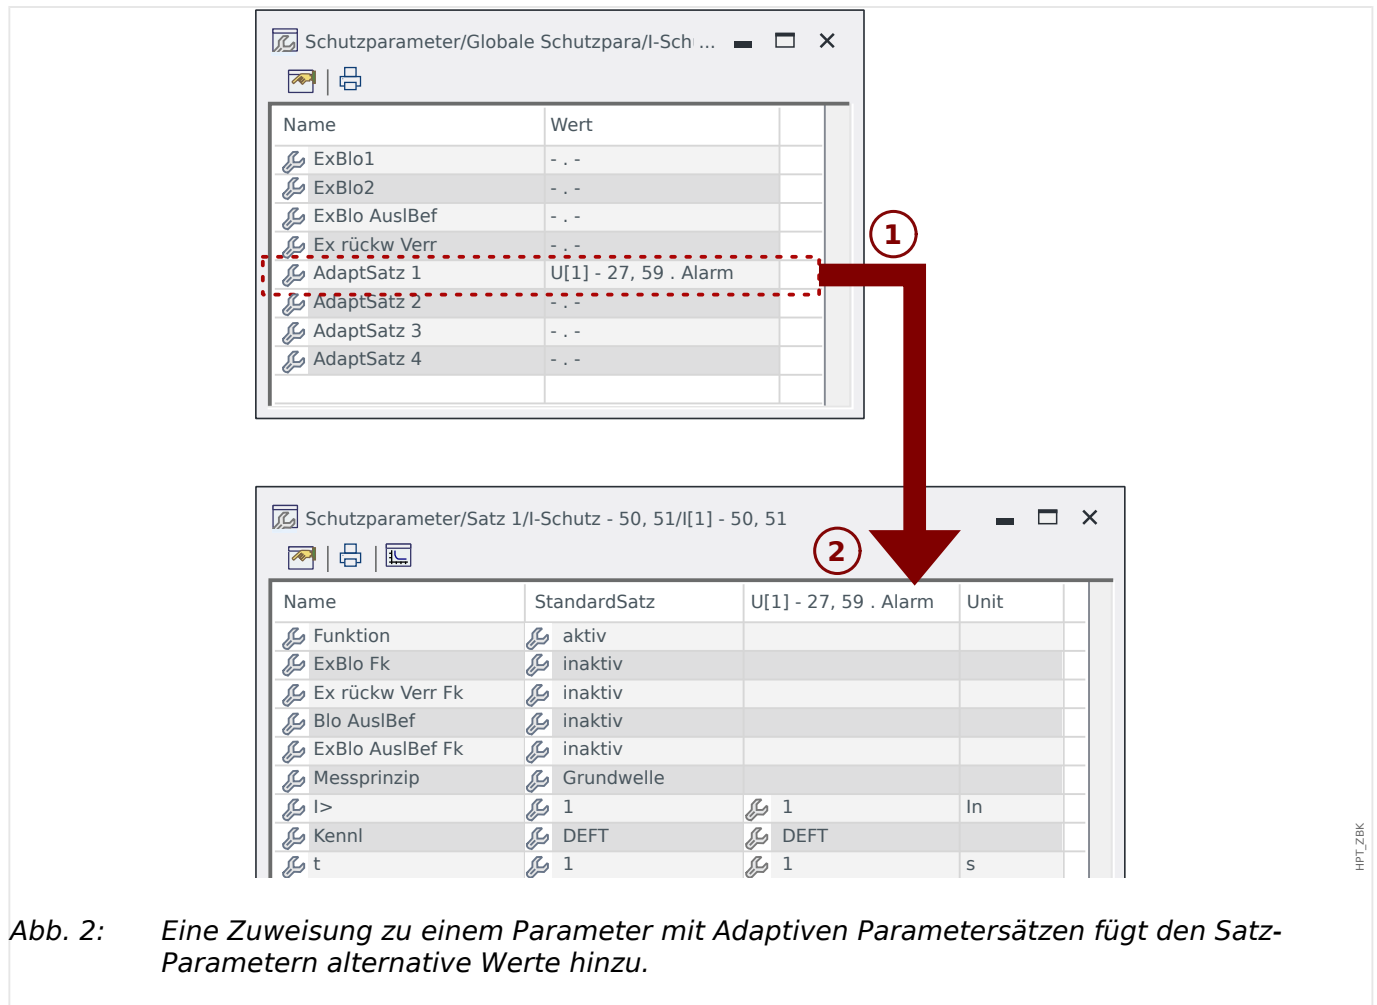 Schutzparameter/Globale Schutzpara/I-Sch ...
Name Wert
ExBlo1 - . -
ExBlo2 - . -
ExBlo AuslBef - . -
Ex rückw Verr - . -
AdaptSatz 1 U[1] - 27, 59 . Alarm
AdaptSatz 2 - . -
AdaptSatz 3 - . -
AdaptSatz 4 - . -
1
Schutzparameter/Satz 1/I-Schutz - 50, 51/I[1] - 50, 51
2
Name StandardSatz U[1] - 27, 59 . Alarm Unit
Funktion aktiv
ExBlo Fk inaktiv
Ex rückw Verr Fk inaktiv
Blo AuslBef inaktiv
ExBlo AuslBef Fk inaktiv
Messprinzip Grundwelle
I> 1 1 In
Kennl DEFT DEFT
t 1 1 s
HPT_ZBK
Abb. 2: Eine Zuweisung zu einem Parameter mit Adaptiven Parametersätzen fügt den Satz-
Parametern alternative Werte hinzu.